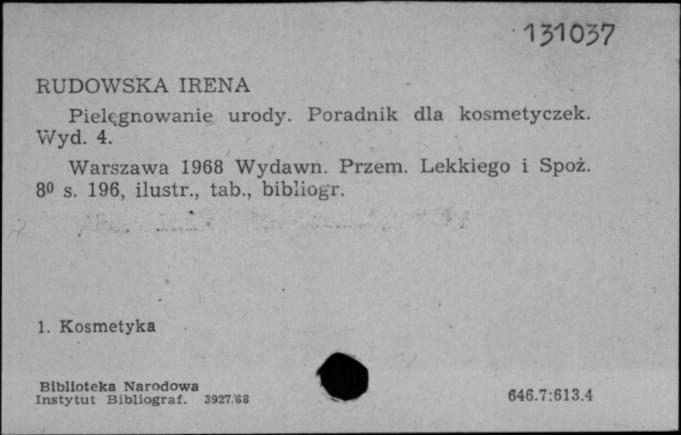 131037
RUDOWSKA IRENA
Pielęgnowanie urody. Poradnik dla kosmetyczek.
Wyd. 4.
Warszawa 1968 Wydawn. Przem. Lekkiego i Spoż.
8⁰ s. 196, ilustr., tab., bibliogr.
1. Kosmetyka
Biblioteka Narodowa
Instytut Bibliograf. 3927/68
646.7:613.4